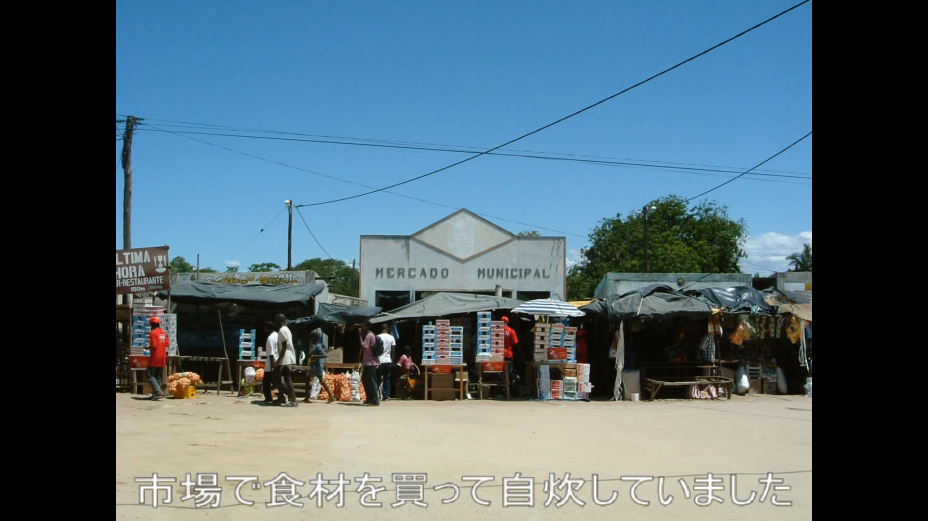 MERCADO MUNICIPAL
LTIMA
HORA
R-RESTAURANTE
150m
市場で食材を買って自炊していました